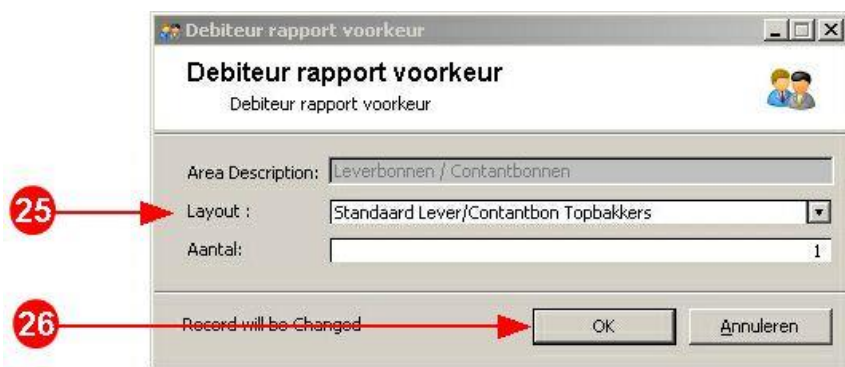 Debiteur rapport voorkeur
Debiteur rapport voorkeur
Debiteur rapport voorkeur
Area Description: Leverbonnen / Contantbonnen
25 Layout : Standaard Lever/Contantbon Topbakkers
Aantal: 1
26 Record will be Changed OK Annuleren